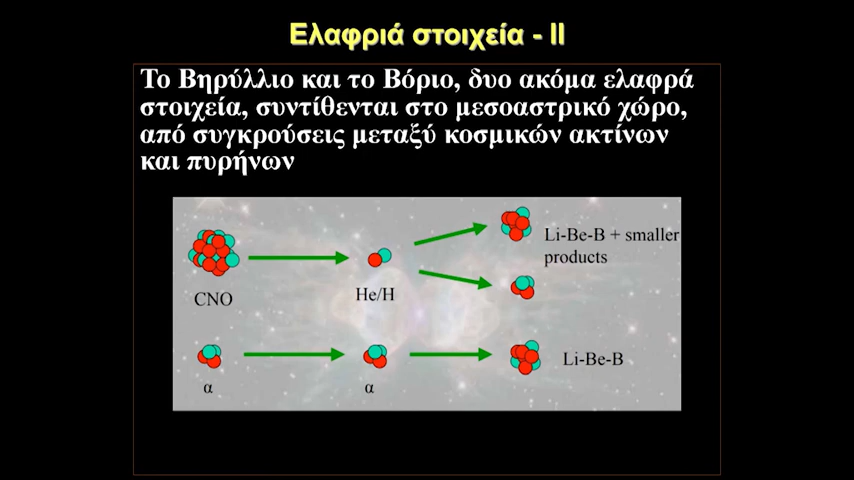 Ελαφριά στοιχεία - ΙΙ
Το Βηρύλλιο και το Βόριο, δυο ακόμα ελαφρά
στοιχεία, συντίθενται στο μεσοαστρικό χώρο,
από συγκρούσεις μεταξύ κοσμικών ακτίνων
και πυρήνων
Li-Be-B + smaller
products
CNO
He/H
Li-Be-B
α
α